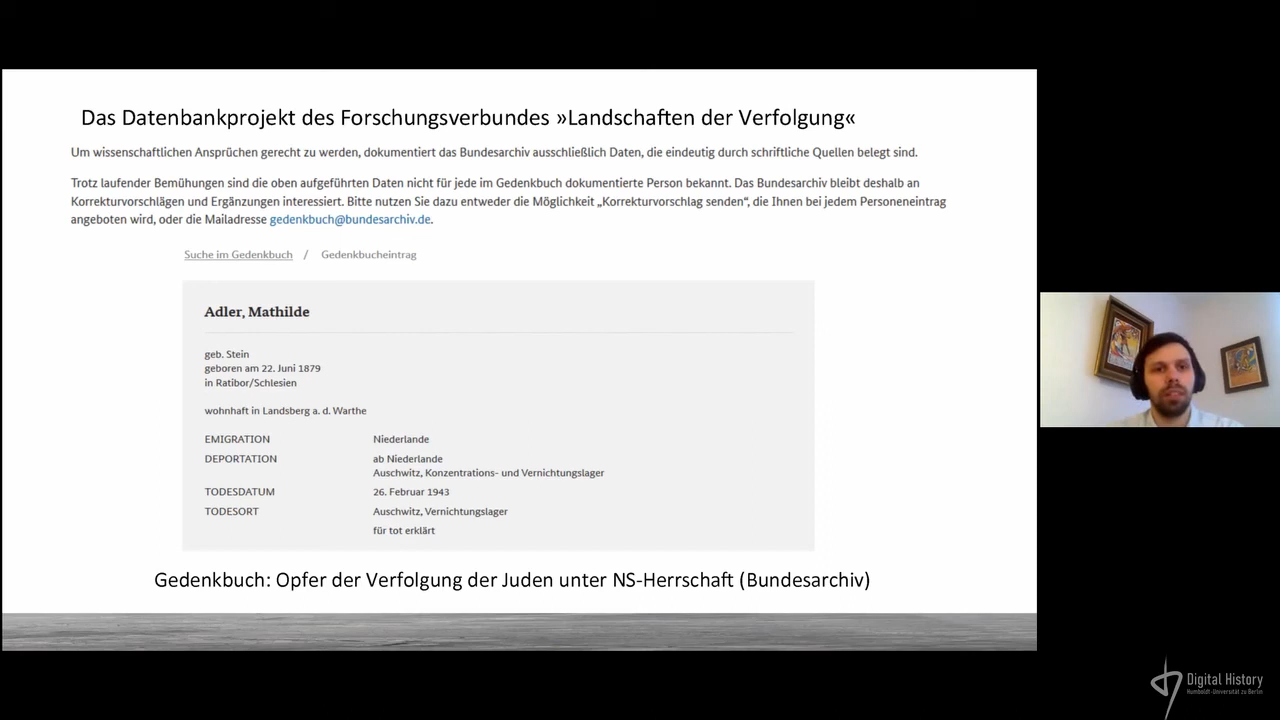 Das Datenbankprojekt des Forschungsverbundes »Landschaften der Verfolgung«
Um wissenschaftlichen Ansprüchen gerecht zu werden, dokumentiert das Bundesarchiv ausschließlich Daten, die eindeutig durch schriftliche Quellen belegt sind.
Trotz laufender Bemühungen sind die oben aufgeführten Daten nicht für jede im Gedenkbuch dokumentierte Person bekannt. Das Bundesarchiv bleibt deshalb an
Korrekturvorschlägen und Ergänzungen interessiert. Bitte nutzen Sie dazu entweder die Möglichkeit „Korrekturvorschlag senden“, die Ihnen bei jedem Personeneintrag
angeboten wird, oder die Mailadresse gedenkbuch@bundesarchiv.de.
Suche im Gedenkbuch / Gedenkbucheintrag
Adler, Mathilde
geb. Stein
geboren am 22. Juni 1879
in Ratibor/Schlesien
wohnhaft in Landsberg a. d. Warthe
EMIGRATION Niederlande
DEPORTATION ab Niederlande
Auschwitz, Konzentrations- und Vernichtungslager
TODESDATUM 26. Februar 1943
TODESORT Auschwitz, Vernichtungslager
für tot erklärt
Gedenkbuch: Opfer der Verfolgung der Juden unter NS-Herrschaft (Bundesarchiv)
Digital History
Humboldt-Universität zu Berlin